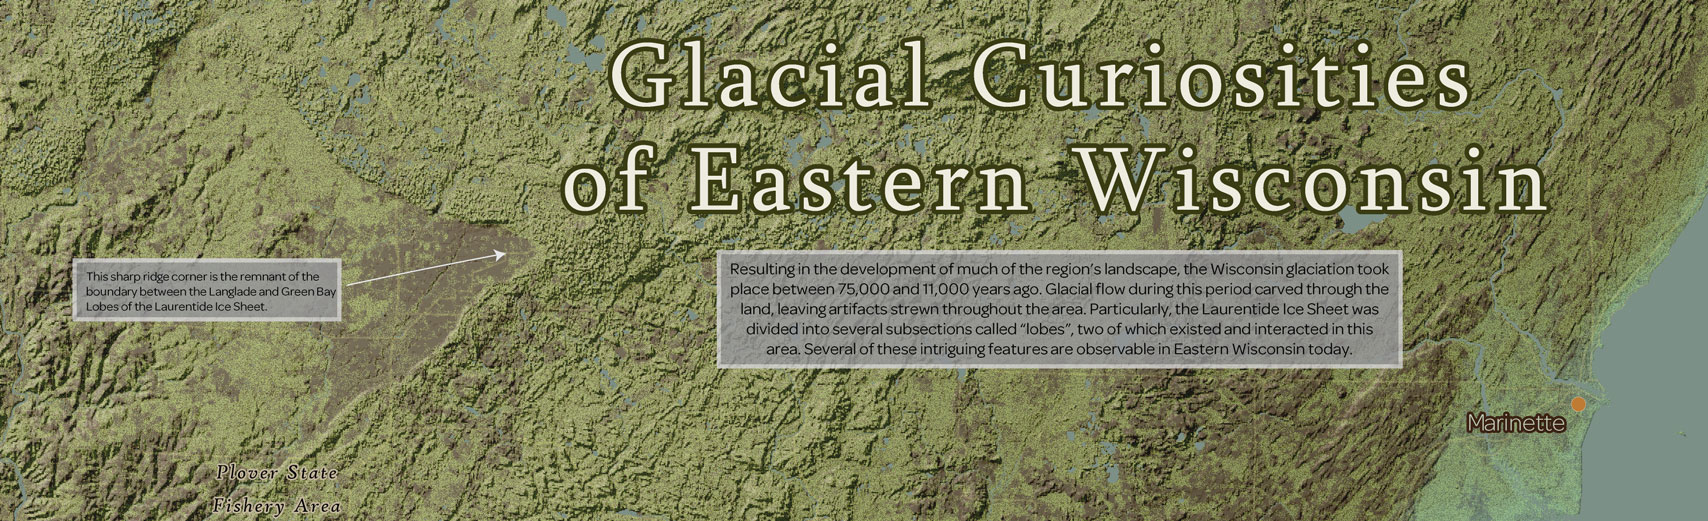 Glacial Curiosities
of Eastern Wisconsin
This sharp ridge corner is the remnant of the
boundary between the Langlade and Green Bay
Lobes of the Laurentide Ice Sheet.
Resulting in the development of much of the region's landscape, the Wisconsin glaciation took
place between 75,000 and 11,000 years ago. Glacial flow during this period carved through the
land, leaving artifacts strewn throughout the area. Particularly, the Laurentide Ice Sheet was
divided into several subsections called "lobes", two of which existed and interacted in this
area. Several of these intriguing features are observable in Eastern Wisconsin today.
Marinette
Plover State
Fishery Area